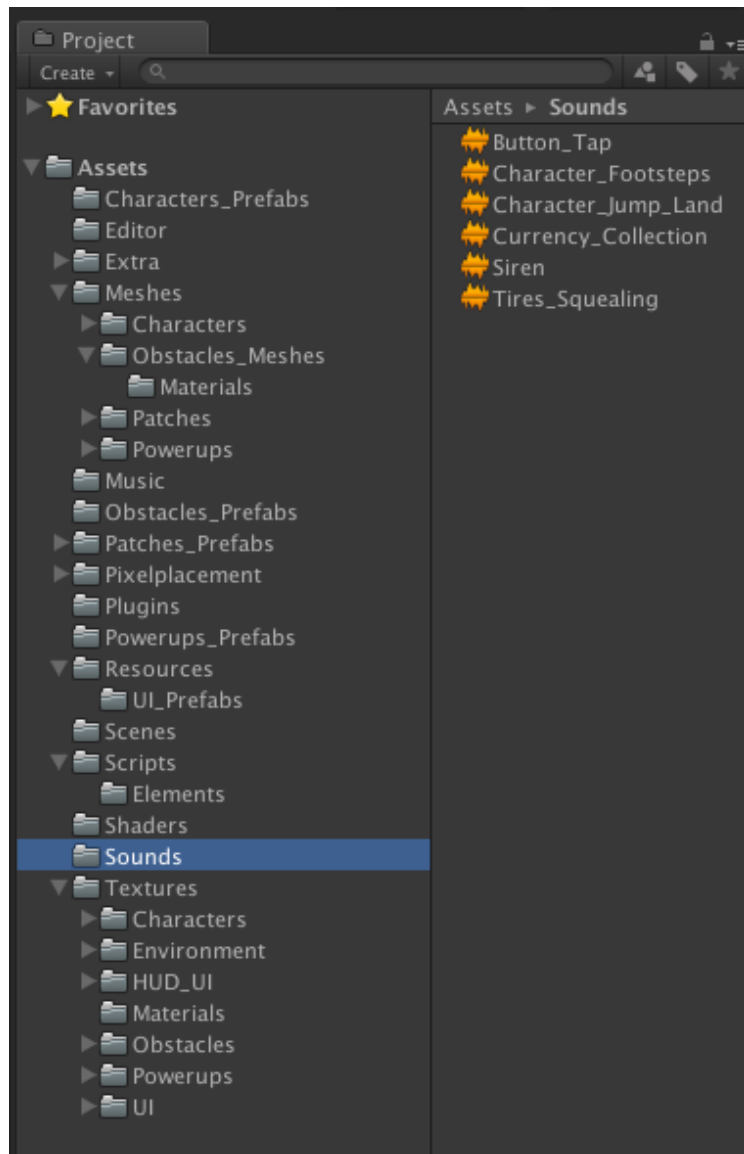 Project
Create
Favorites
Assets
Characters_Prefabs
Editor
Extra
Meshes
Characters
Obstacles_Meshes
Materials
Patches
Powerups
Music
Obstacles_Prefabs
Patches_Prefabs
Pixelplacement
Plugins
Powerups_Prefabs
Resources
UI_Prefabs
Scenes
Scripts
Elements
Shaders
Sounds
Textures
Characters
Environment
HUD_UI
Materials
Obstacles
Powerups
UI
Assets ▸ Sounds
Button_Tap
Character_Footsteps
Character_Jump_Land
Currency_Collection
Siren
Tires_Squealing